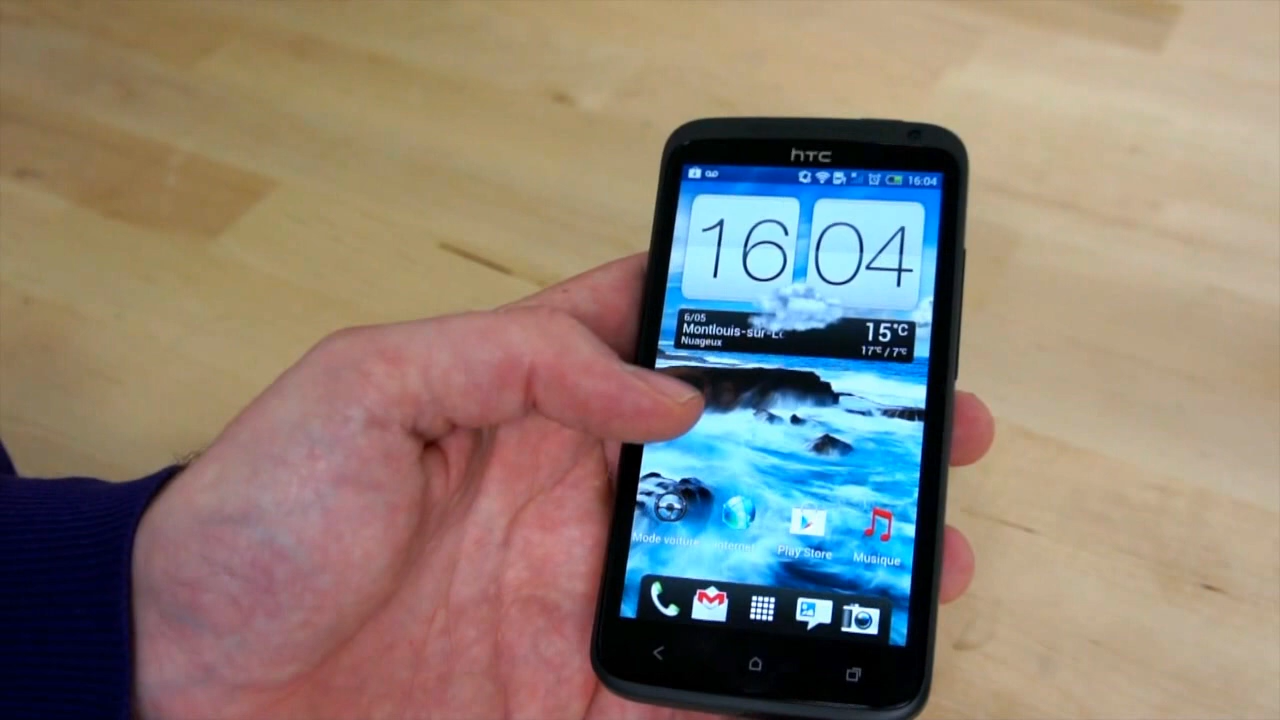 hTC
16:04
16 04
6/05
Montlouis-sur-Lo
15°C
Nuageux
17°C / 7°C
Mode voiture
Internet
Play Store
Musique